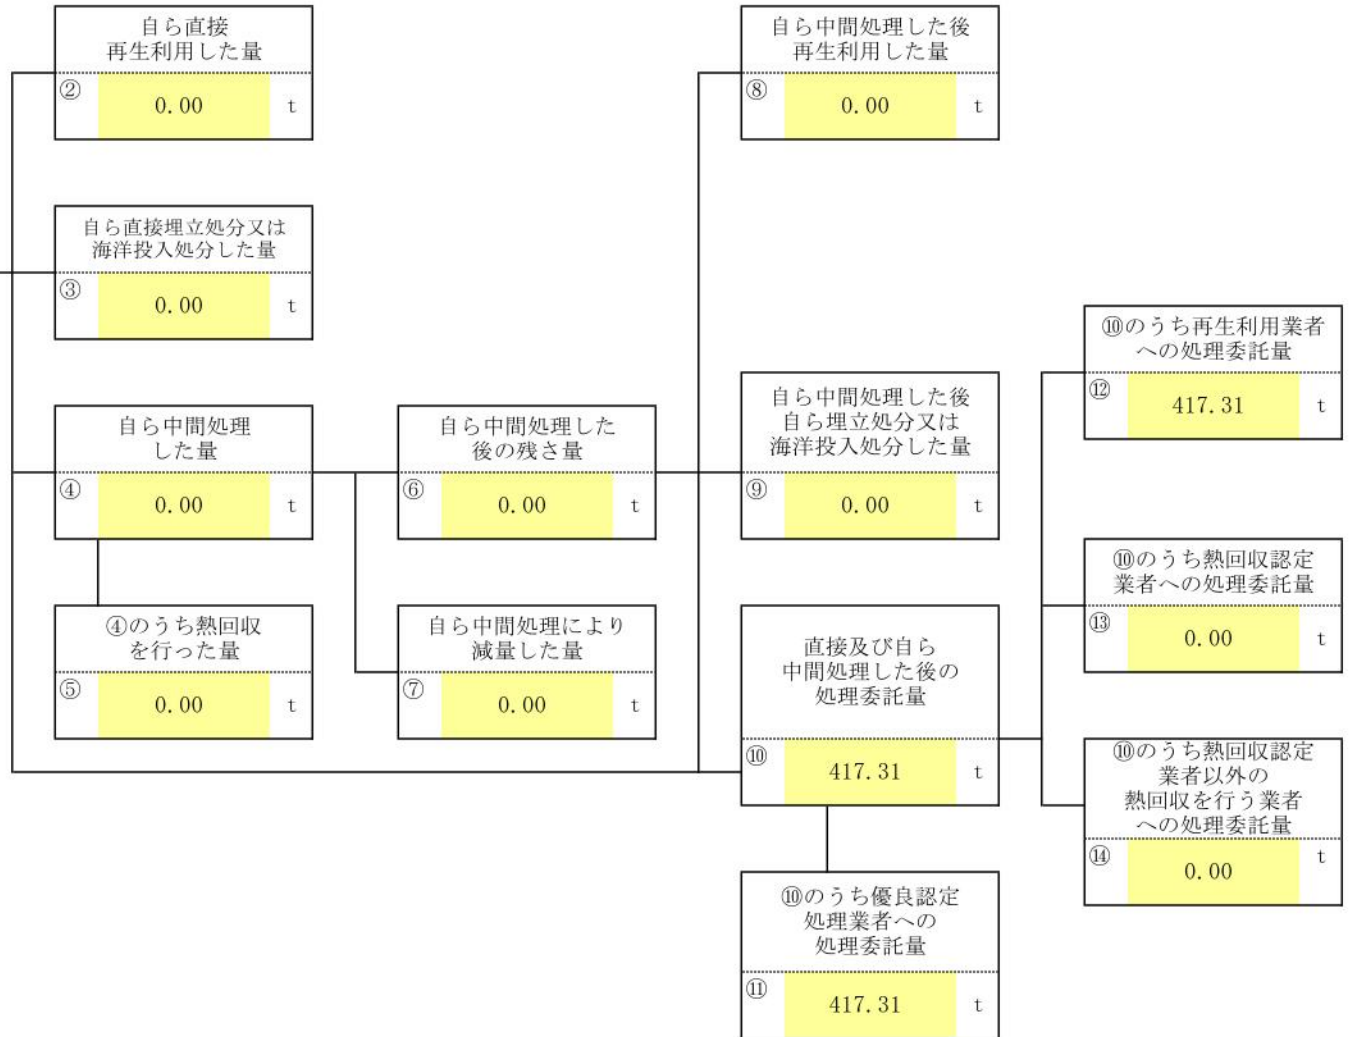 自ら直接
再生利用した量
②
0.00
t
自ら直接埋立処分又は
海洋投入処分した量
③
0.00
t
自ら中間処理
した量
④
0.00
t
④のうち熱回収
を行った量
⑤
0.00
t
自ら中間処理した
後の残さ量
⑥
0.00
t
自ら中間処理により
減量した量
⑦
0.00
t
自ら中間処理した後
再生利用した量
⑧
0.00
t
自ら中間処理した後
自ら埋立処分又は
海洋投入処分した量
⑨
0.00
t
直接及び自ら
中間処理した後の
処理委託量
⑩
417.31
t
⑩のうち優良認定
処理業者への
処理委託量
⑪
417.31
t
⑩のうち再生利用業者
への処理委託量
⑫
417.31
t
⑩のうち熱回収認定
業者への処理委託量
⑬
0.00
t
⑩のうち熱回収認定
業者以外の
熱回収を行う業者
への処理委託量
⑭
0.00
t